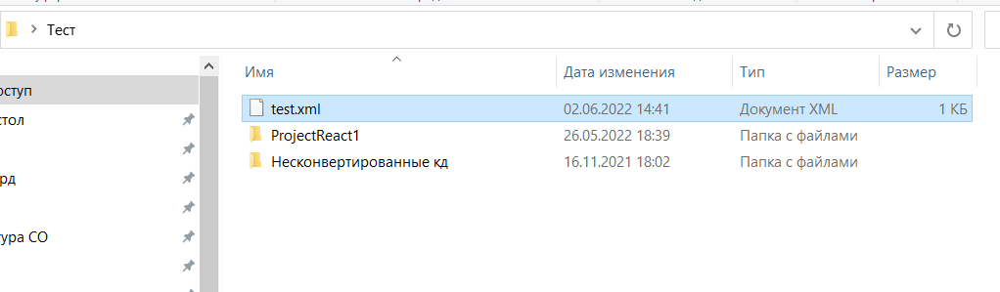 Тест
Имя Дата изменения Тип Размер
test.xml 02.06.2022 14:41 Документ XML 1 КБ
ProjectReact1 26.05.2022 18:39 Папка с файлами
Несконвертированные кд 16.11.2021 18:02 Папка с файлами
оступ
стол
рд
тура СО